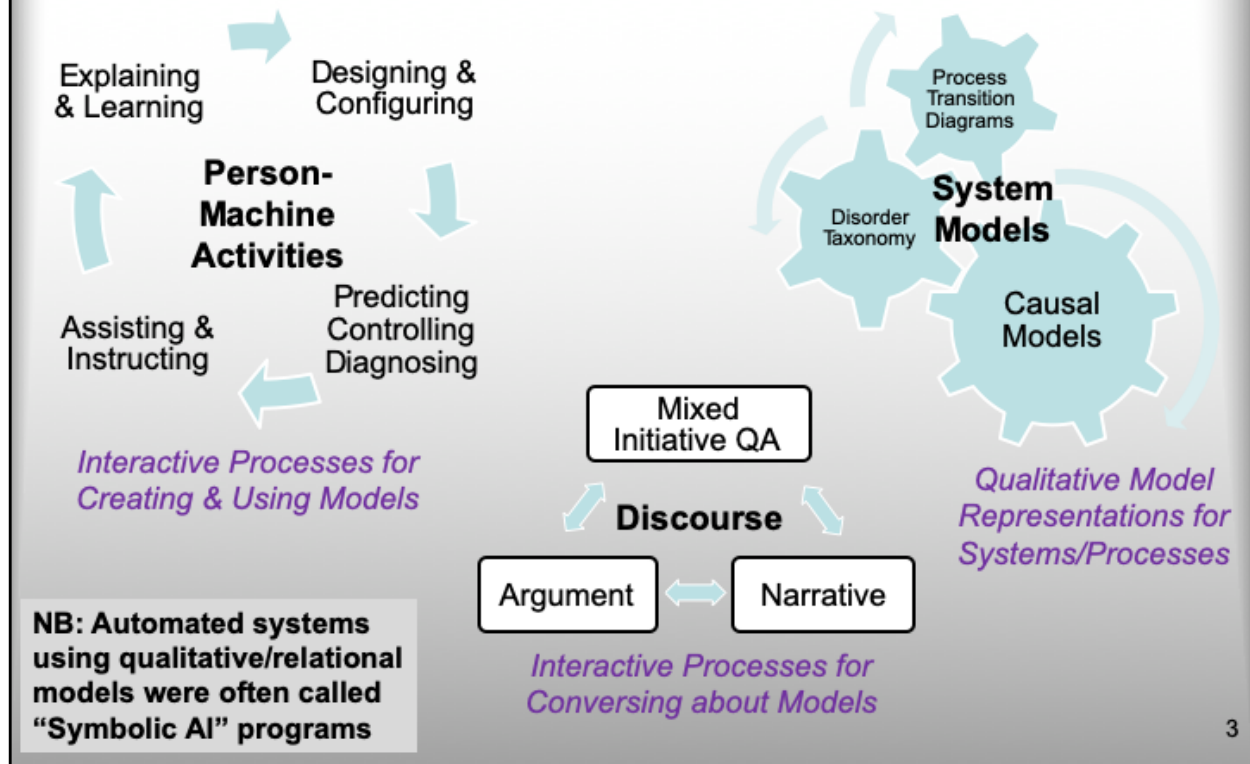 Explaining
& Learning
Designing &
Configuring
Person-
Machine
Activities
Assisting &
Instructing
Predicting
Controlling
Diagnosing
Interactive Processes for
Creating & Using Models
Process
Transition
Diagrams
Disorder
Taxonomy
System
Models
Causal
Models
Qualitative Model
Representations for
Systems/Processes
Mixed
Initiative QA
Discourse
Argument
Narrative
Interactive Processes for
Conversing about Models
NB: Automated systems
using qualitative/relational
models were often called
“Symbolic AI” programs
3